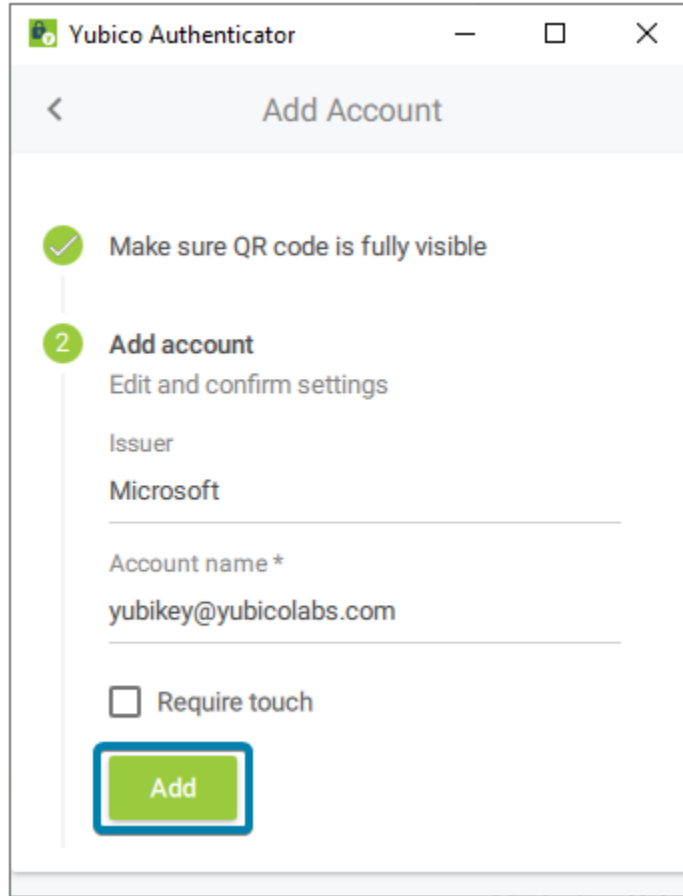 Yubico Authenticator
Add Account
Make sure QR code is fully visible
2
Add account
Edit and confirm settings
Issuer
Microsoft
Account name *
yubikey@yubicolabs.com
Require touch
Add